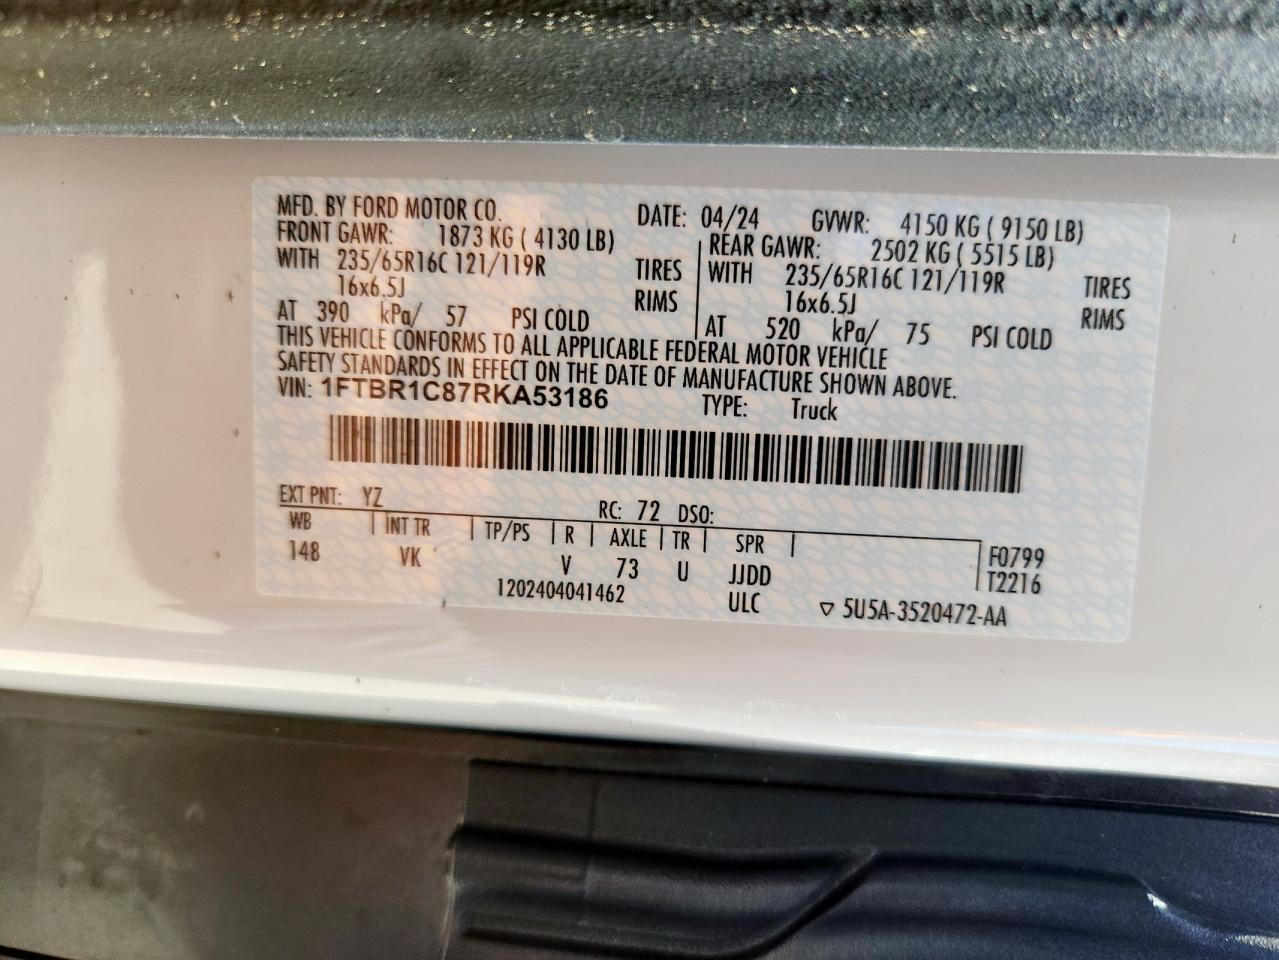 MFD. BY FORD MOTOR CO. DATE: 04/24 GVWR: 4150 KG ( 9150 LB)
FRONT GAWR: 1873 KG ( 4130 LB) REAR GAWR: 2502 KG ( 5515 LB)
WITH 235/65R16C 121/119R TIRES WITH 235/65R16C 121/119R TIRES
16x6.5J RIMS 16x6.5J RIMS
AT 390 kPa/ 57 PSI COLD AT 520 kPa/ 75 PSI COLD
THIS VEHICLE CONFORMS TO ALL APPLICABLE FEDERAL MOTOR VEHICLE
SAFETY STANDARDS IN EFFECT ON THE DATE OF MANUFACTURE SHOWN ABOVE.
VIN: 1FTBR1C87RKA53186 TYPE: Truck
EXT PNT: YZ RC: 72 DSO:
WB INT TR TP/PS R AXLE TR SPR F0799
148 VK V 73 U JJDD T2216
1202404041462 ULC ▽ 5U5A-3520472-AA